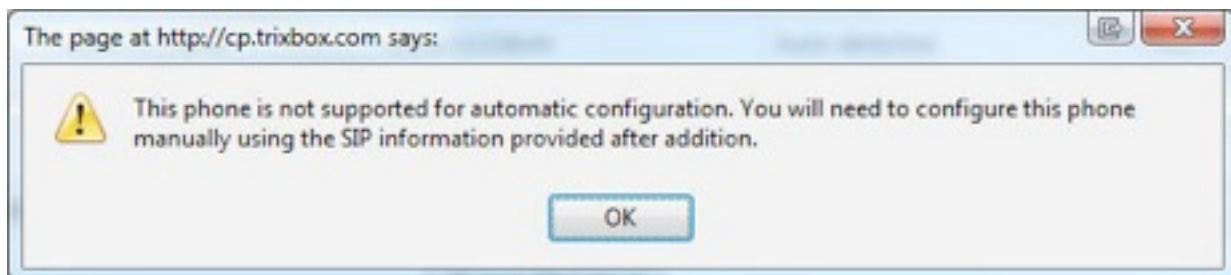 The page at http://cp.trixbox.com says:
This phone is not supported for automatic configuration. You will need to configure this phone
manually using the SIP information provided after addition.
OK